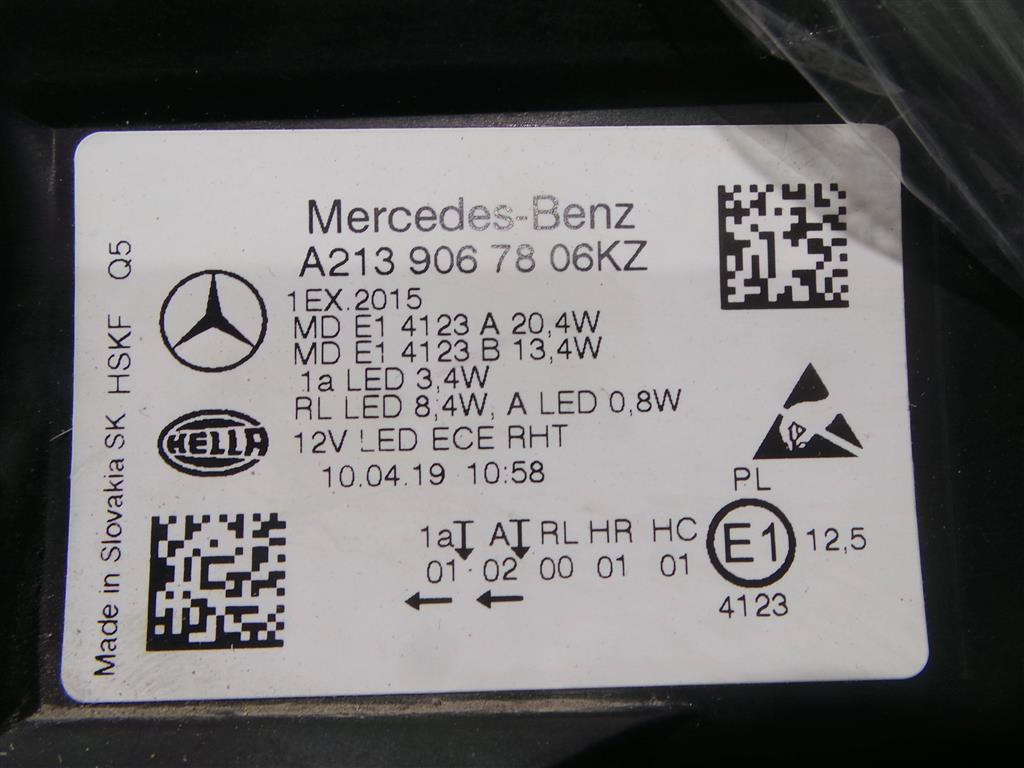 Mercedes-Benz
A213 906 78 06KZ
1EX.2015
MD E1 4123 A 20,4W
MD E1 4123 B 13,4W
1a LED 3,4W
RL LED 8,4W, A LED 0,8W
12V LED ECE RHT
10.04.19 10:58
HELLA
Made in Slovakia SK HSKF Q5
PL
1a A RL HR HC E1 12,5
01 02 00 01 01
4123